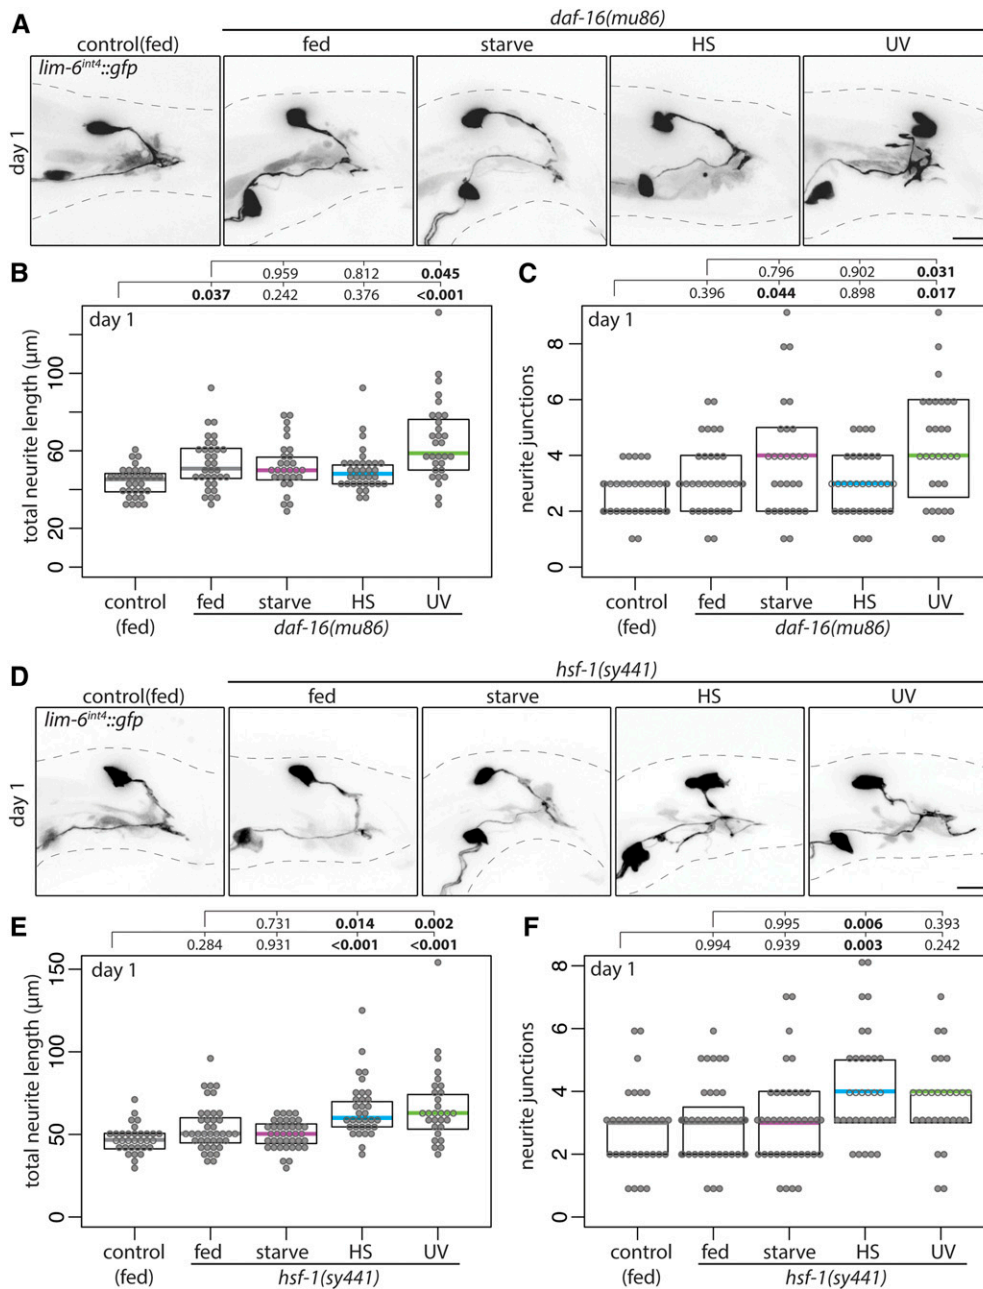 A
daf-16(mu86)
control(fed) fed starve HS UV
lim-6int4::gfp
day 1
B
0.959 0.812 0.045
0.037 0.242 0.376 <0.001
day 1
total neurite length (µm)
100
60
20
0
control fed starve HS UV
(fed) daf-16(mu86)
C
0.796 0.902 0.031
0.396 0.044 0.898 0.017
day 1
neurite junctions
8
6
4
2
0
control fed starve HS UV
(fed) daf-16(mu86)
D
hsf-1(sy441)
control(fed) fed starve HS UV
lim-6int4::gfp
day 1
E
0.731 0.014 0.002
0.284 0.931 <0.001 <0.001
day 1
total neurite length (µm)
150
100
50
0
control fed starve HS UV
(fed) hsf-1(sy441)
F
0.995 0.006 0.393
0.994 0.939 0.003 0.242
day 1
neurite junctions
8
6
4
2
0
control fed starve HS UV
(fed) hsf-1(sy441)